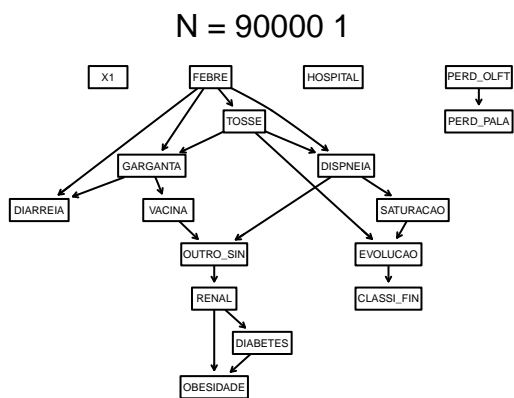 N = 90000 1
X1 FEBRE HOSPITAL PERD_OLFT
TOSSE PERD_PALA
GARGANTA DISPNEIA
DIARREIA VACINA SATURACAO
OUTRO_SIN EVOLUCAO
RENAL CLASSI_FIN
DIABETES
OBESIDADE